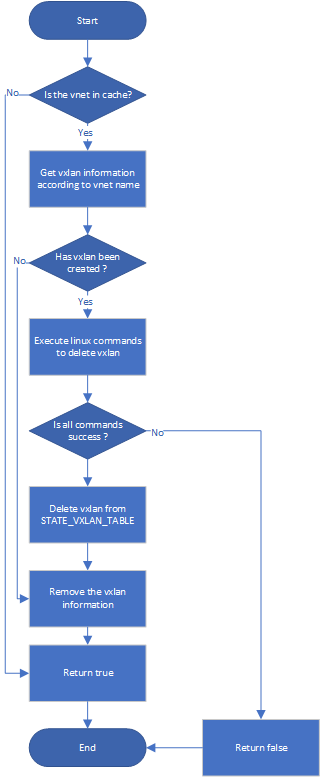 Start
Is the vnet in cache?
No
Yes
Get vxlan information
according to vnet name
Has vxlan been
created ?
No
Yes
Execute linux commands
to delete vxlan
Is all commands
success ?
No
Delete vxlan from
STATE_VXLAN_TABLE
Remove the vxlan
information
Return true
End
Return false